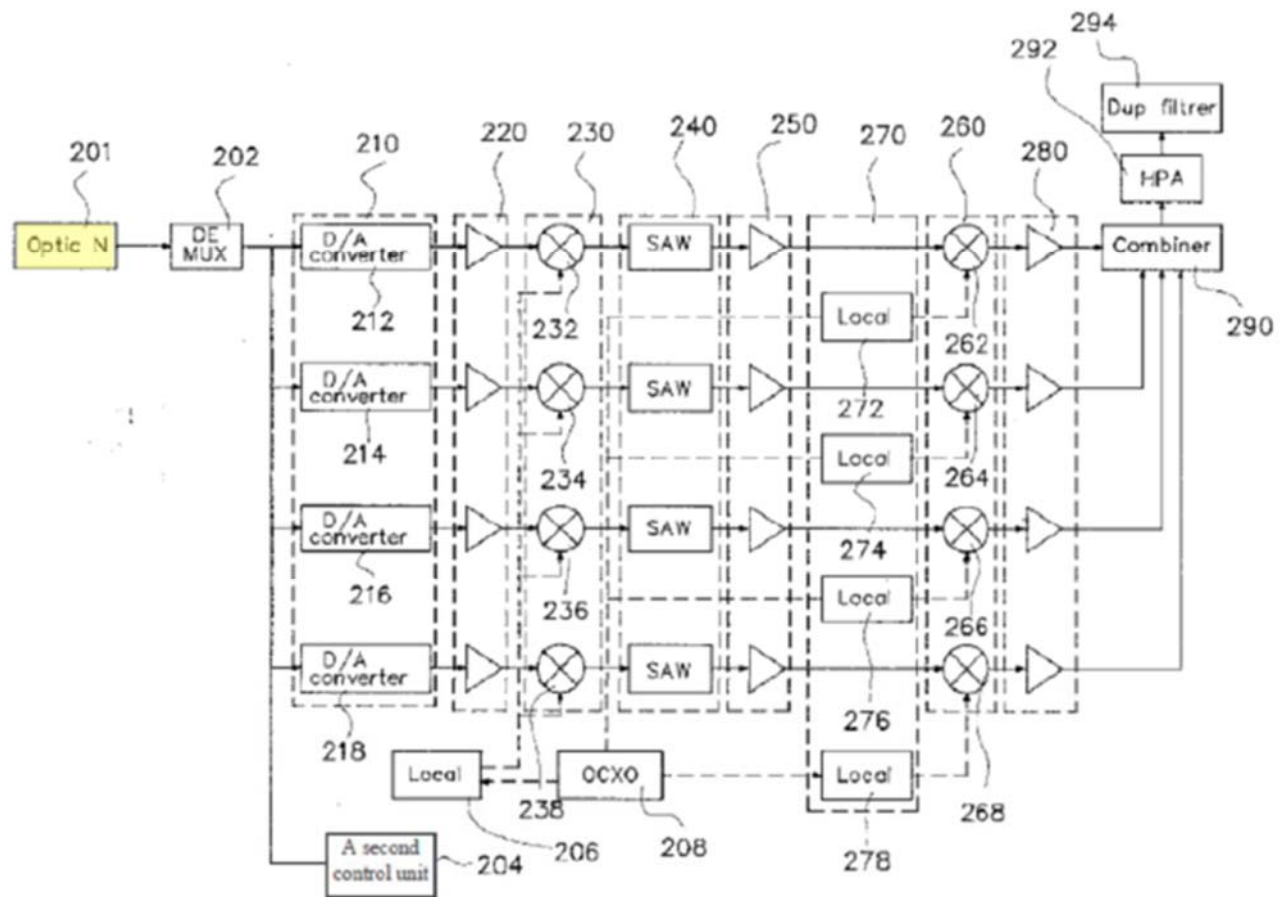 294
292
Dup filtrer
201
202
210
220
230
240
250
270
260
280
HPA
Optic N
DE
MUX
D/A
converter
SAW
Combiner
212
232
Local
262
290
D/A
converter
SAW
272
214
234
Local
264
D/A
converter
SAW
274
216
236
Local
266
D/A
converter
SAW
276
218
Local
OCXO
Local
238
268
206
208
278
A second
control unit
204